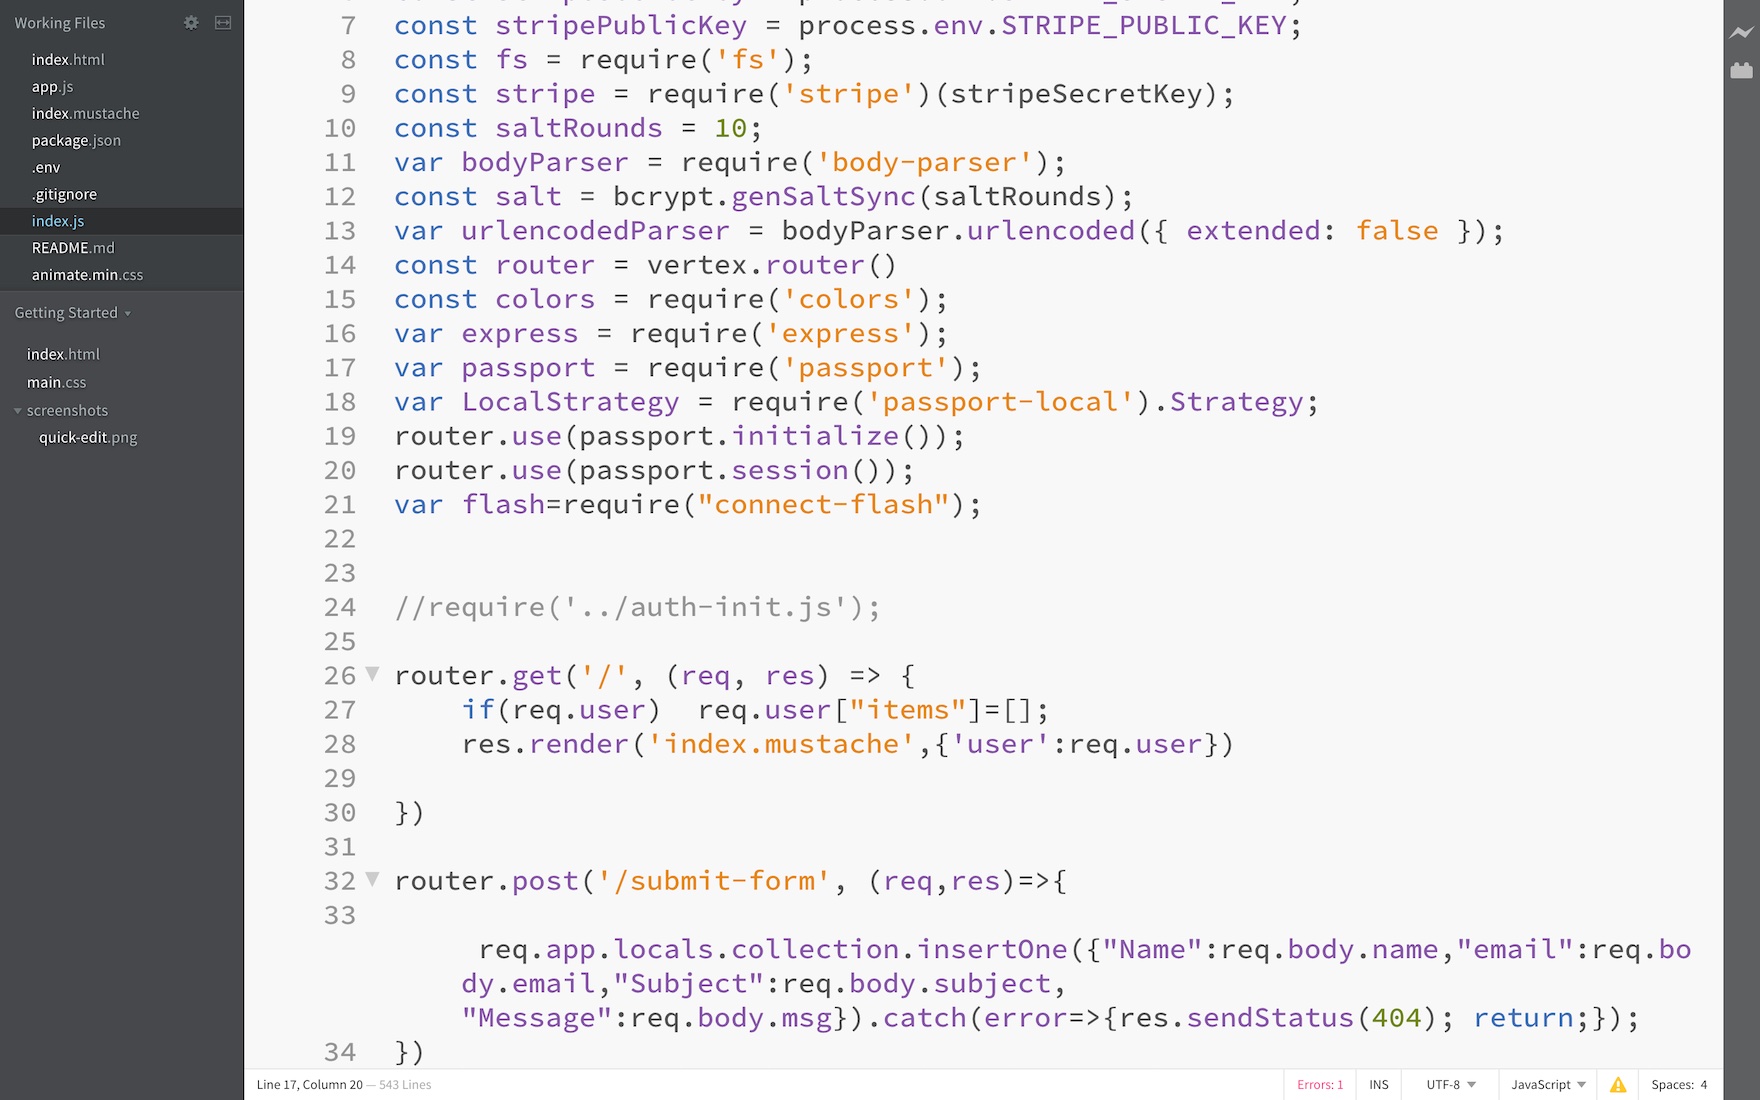 Working Files
index.html
app.js
index.mustache
package.json
.env
.gitignore
index.js
README.md
animate.min.css
Getting Started
index.html
main.css
screenshots
quick-edit.png
7 const stripePublicKey = process.env.STRIPE_PUBLIC_KEY;
8 const fs = require('fs');
9 const stripe = require('stripe')(stripeSecretKey);
10 const saltRounds = 10;
11 var bodyParser = require('body-parser');
12 const salt = bcrypt.genSaltSync(saltRounds);
13 var urlencodedParser = bodyParser.urlencoded({ extended: false });
14 const router = vertex.router()
15 const colors = require('colors');
16 var express = require('express');
17 var passport = require('passport');
18 var LocalStrategy = require('passport-local').Strategy;
19 router.use(passport.initialize());
20 router.use(passport.session());
21 var flash=require("connect-flash");
22
23
24 //require('../auth-init.js');
25
26 router.get('/', (req, res) => {
27 if(req.user)  req.user["items"]=[];
28 res.render('index.mustache',{'user':req.user})
29
30 })
31
32 router.post('/submit-form', (req,res)=>{
33
req.app.locals.collection.insertOne({"Name":req.body.name,"email":req.bo
dy.email,"Subject":req.body.subject,
"Message":req.body.msg}).catch(error=>{res.sendStatus(404); return;});
34 })
Line 17, Column 20 — 543 Lines
Errors: 1 INS UTF-8 JavaScript Spaces: 4